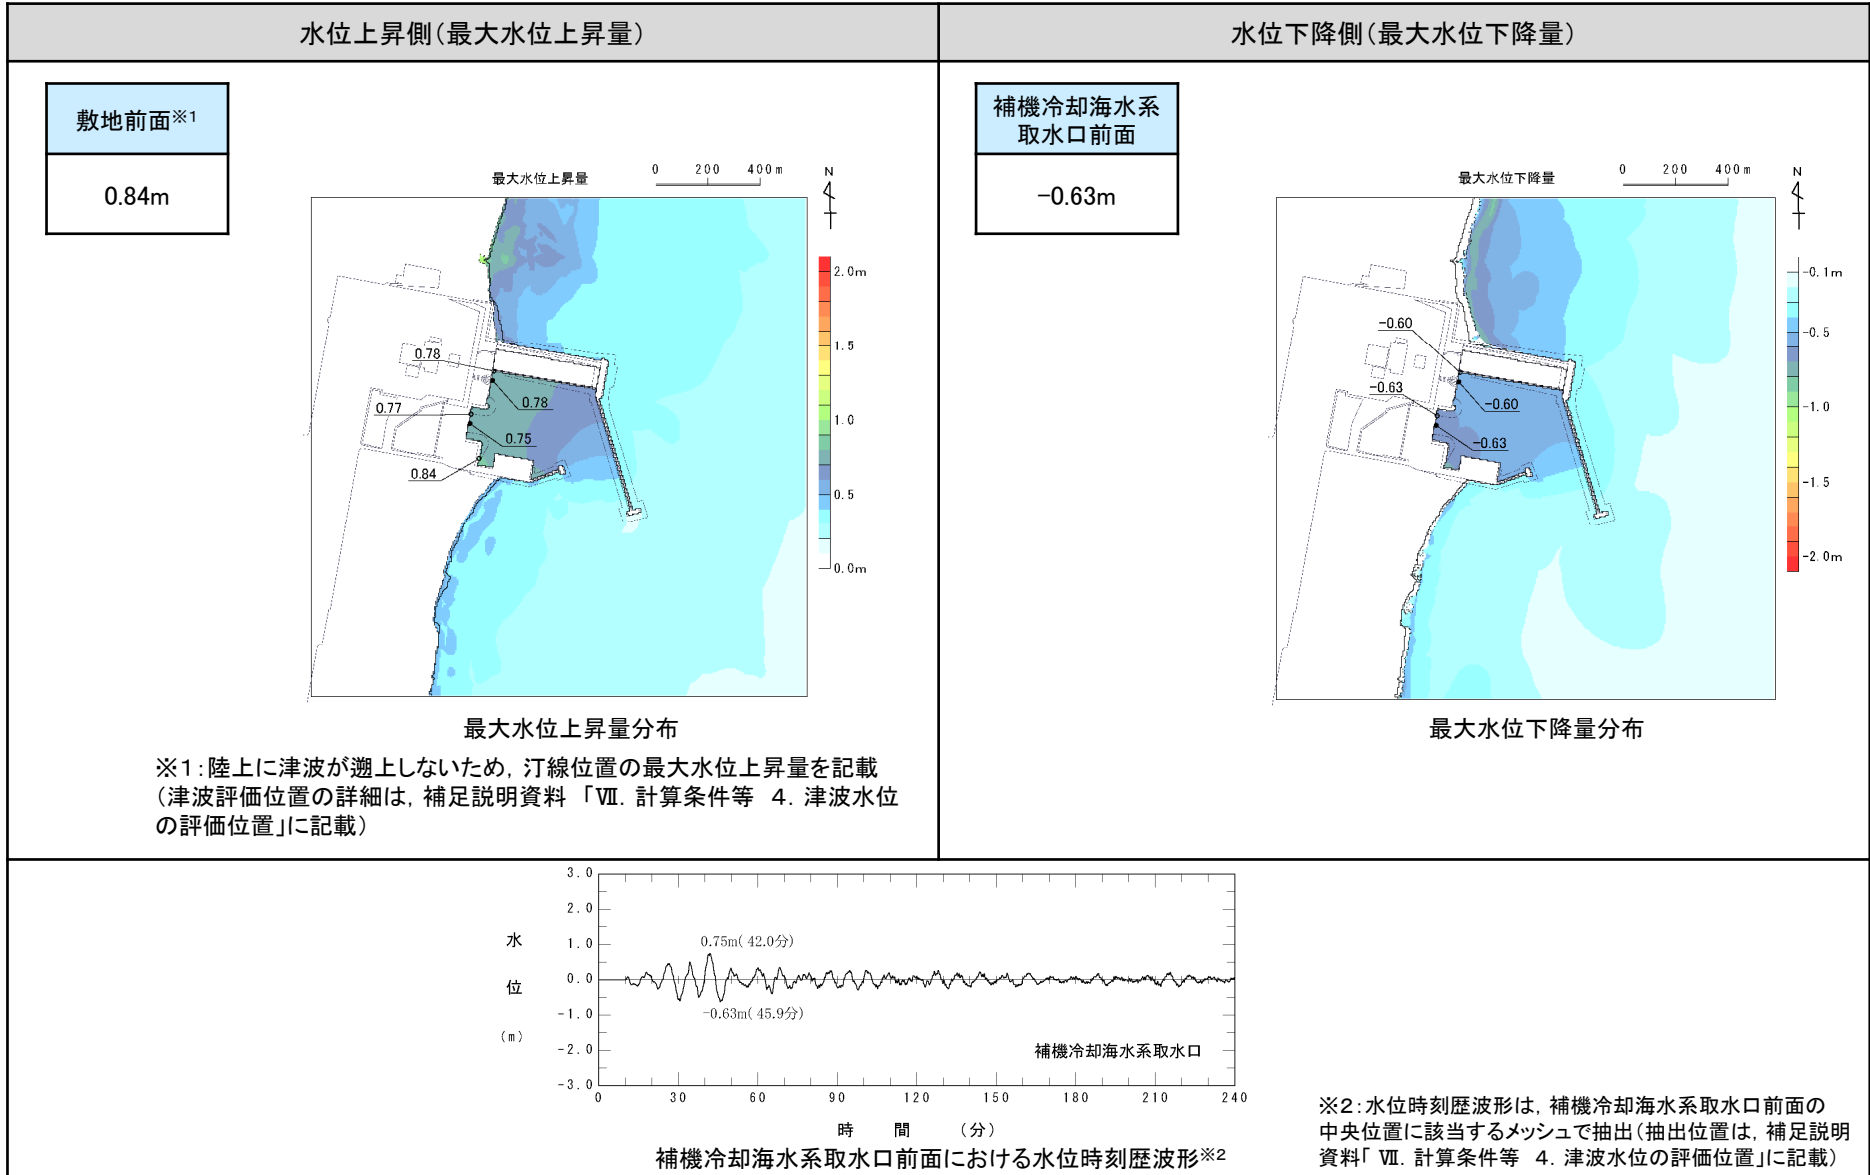 水位上昇側(最大水位上昇量)
水位下降側(最大水位下降量)
敷地前面※1
0.84m
最大水位上昇量
0 200 400m
N
2.0m
1.5
1.0
0.5
0.0m
0.78
0.78
0.77
0.75
0.84
最大水位上昇量分布
※1:陸上に津波が遡上しないため, 汀線位置の最大水位上昇量を記載
(津波評価位置の詳細は, 補足説明資料 「Ⅶ. 計算条件等 4. 津波水位
の評価位置」に記載)
補機冷却海水系
取水口前面
-0.63m
最大水位下降量
0 200 400m
N
-0.1m
-0.5
-1.0
-1.5
-2.0m
-0.60
-0.60
-0.63
-0.63
最大水位下降量分布
3.0
2.0
1.0
0.0
-1.0
-2.0
-3.0
水
位
(m)
0.75m(42.0分)
-0.63m(45.9分)
補機冷却海水系取水口
0 30 60 90 120 150 180 210 240
時 間 (分)
補機冷却海水系取水口前面における水位時刻歴波形※2
※2:水位時刻歴波形は, 補機冷却海水系取水口前面の
中央位置に該当するメッシュで抽出(抽出位置は, 補足説明
資料「 Ⅶ. 計算条件等 4. 津波水位の評価位置」に記載)